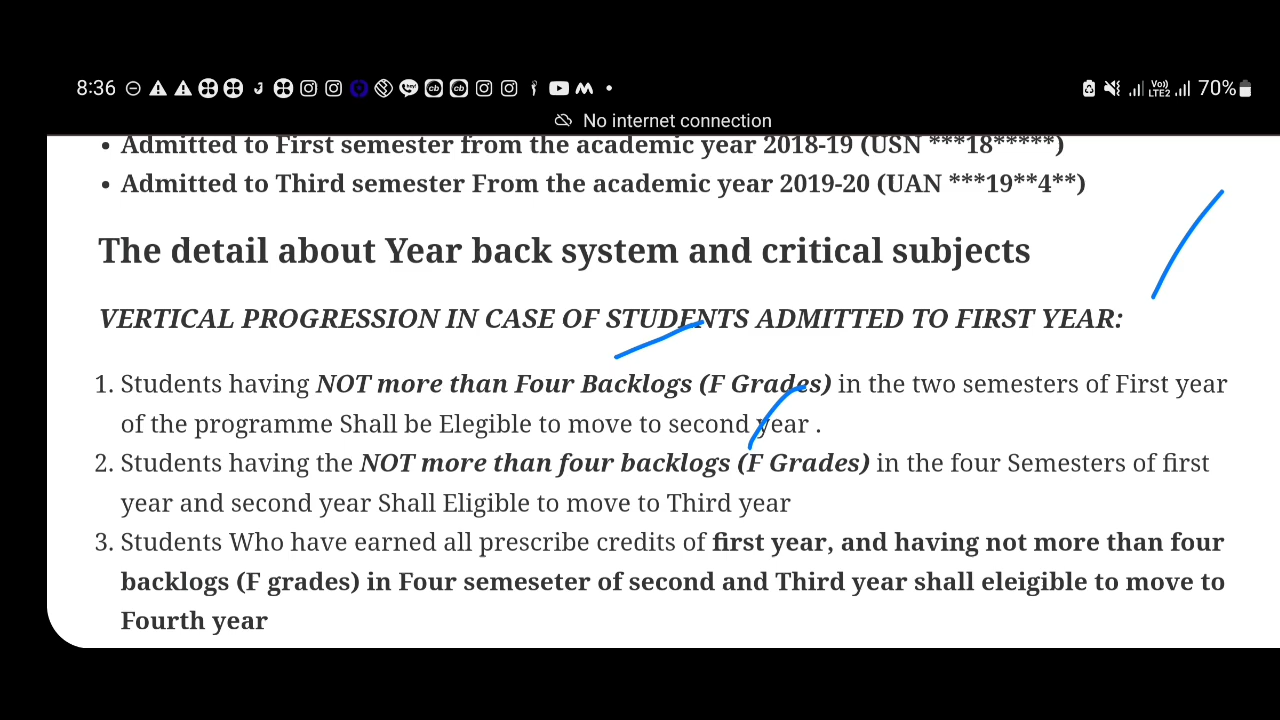 8:36 Vo)) LTE2 70%
No internet connection
• Admitted to First semester from the academic year 2018-19 (USN ***18*****)
• Admitted to Third semester From the academic year 2019-20 (UAN ***19**4**)
The detail about Year back system and critical subjects
VERTICAL PROGRESSION IN CASE OF STUDENTS ADMITTED TO FIRST YEAR:
1. Students having NOT more than Four Backlogs (F Grades) in the two semesters of First year
of the programme Shall be Elegible to move to second year .
2. Students having the NOT more than four backlogs (F Grades) in the four Semesters of first
year and second year Shall Eligible to move to Third year
3. Students Who have earned all prescribe credits of first year, and having not more than four
backlogs (F grades) in Four semeseter of second and Third year shall eleigible to move to
Fourth year